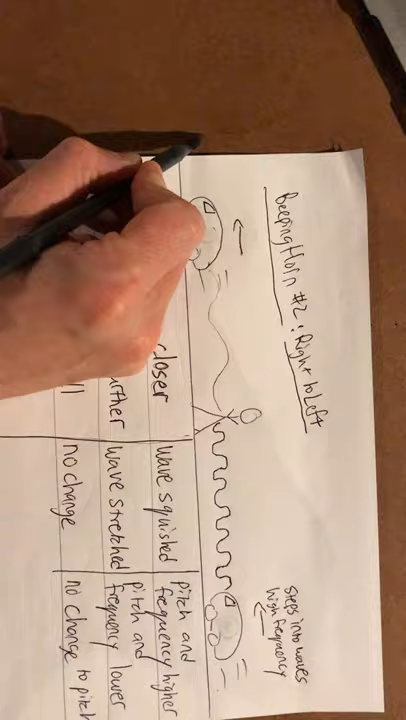 Beeping Horn #2: Right to Left
Steps into waves
high frequency
closer
wave squished
pitch and
frequency higher
wave stretched
pitch and
frequency lower
no change
no change to pitch